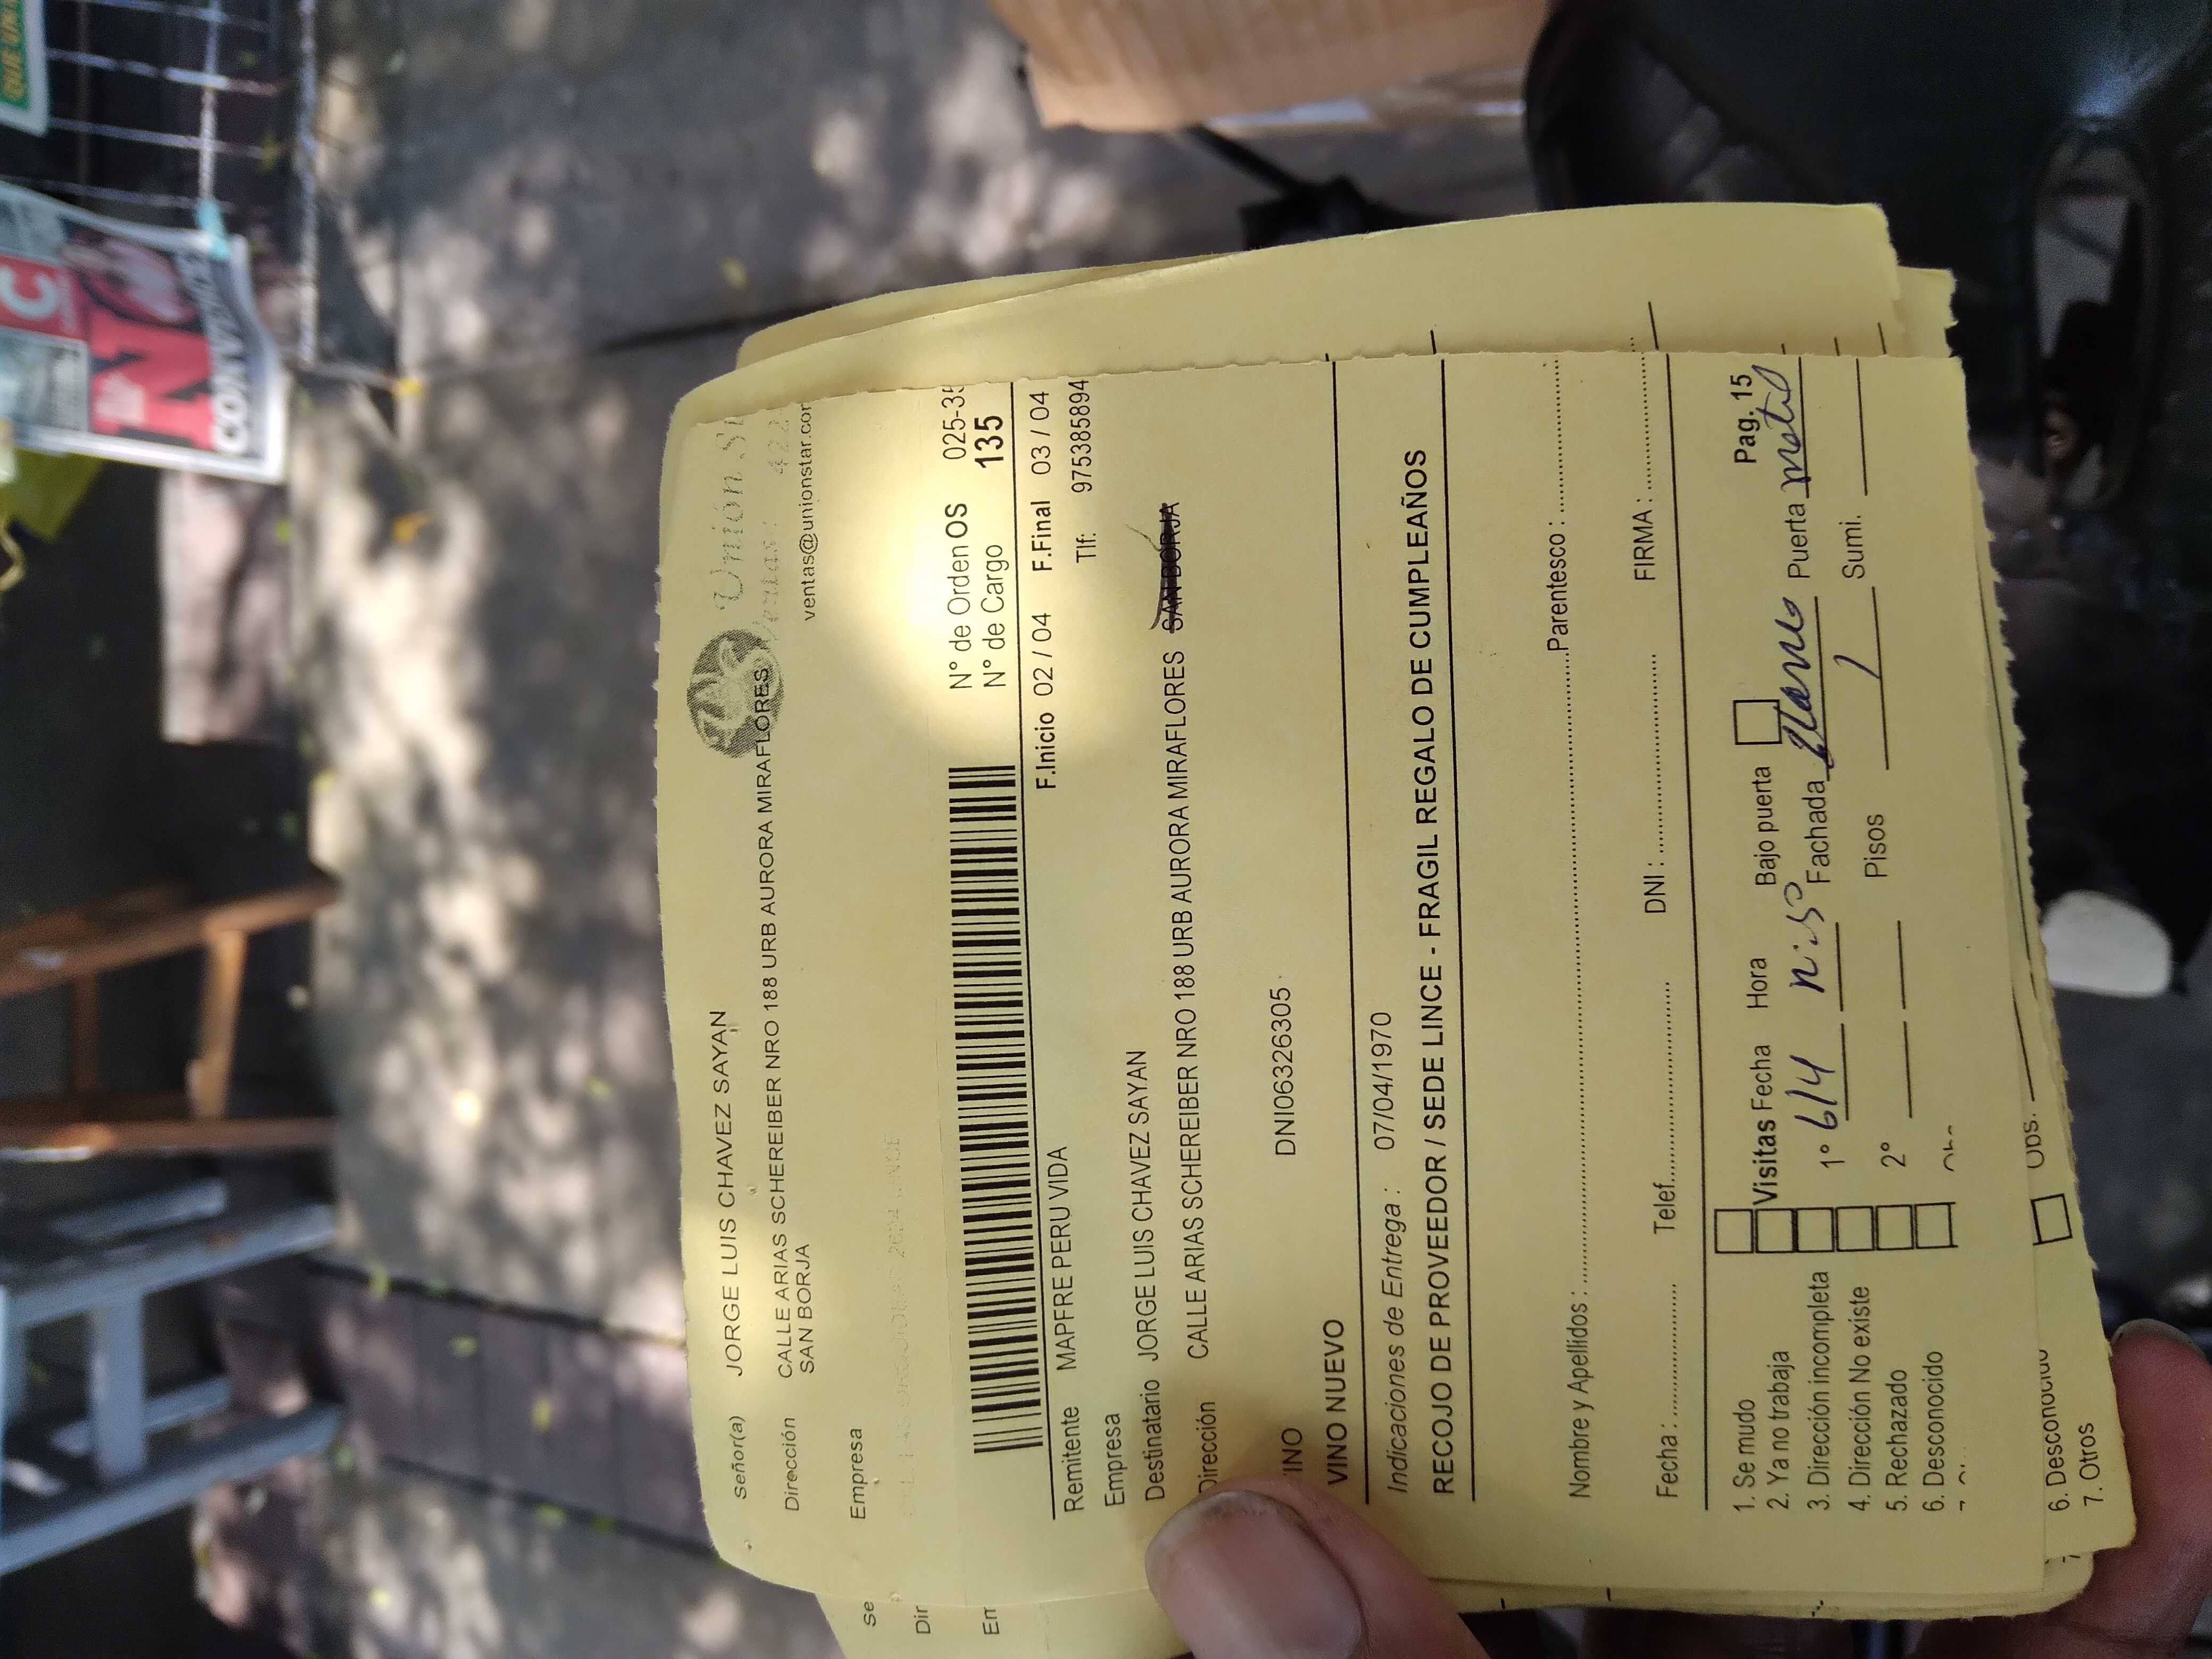 Señor(a) JORGE LUIS CHAVEZ SAYAN
Dirección CALLE ARIAS SCHEREIBER NRO 188 URB AURORA MIRAFLORES
SAN BORJA
Empresa
Unión
ventas@unionstar.com
N° de Orden OS 025-35
N° de Cargo 135
F.Inicio 02 / 04 F.Final 03 / 04
Remitente MAPFRE PERU VIDA
Tlf: 975385894
Empresa
Destinatario JORGE LUIS CHAVEZ SAYAN
Dirección CALLE ARIAS SCHEREIBER NRO 188 URB AURORA MIRAFLORES SAN BORJA
DNI06326305
VINO NUEVO
Indicaciones de Entrega : 07/04/1970
RECOJO DE PROVEEDOR / SEDE LINCE - FRAGIL REGALO DE CUMPLEAÑOS
Nombre y Apellidos : Parentesco :
Fecha : Telef. DNI : FIRMA :
1. Se mudo
2. Ya no trabaja
3. Dirección incompleta
4. Dirección No existe
5. Rechazado
6. Desconocido
Visitas Fecha Hora Bajo puerta Pag. 15
1° 6/4 Fachada Puerta
2° Pisos Sumi.
Obs.
6. Desconocido
7. Otros
Se
Dir